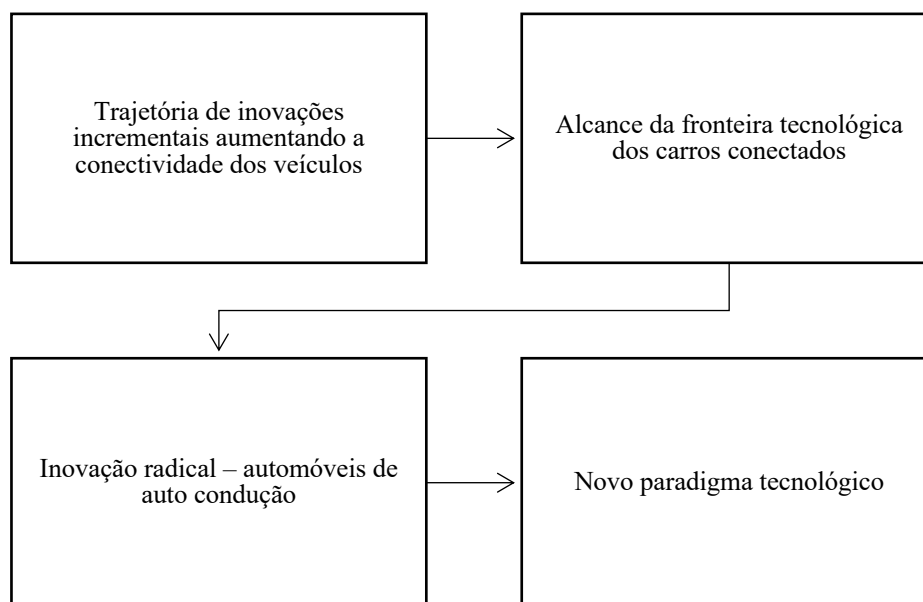 Trajetória de inovações
incrementais aumentando a
conectividade dos veículos
Alcance da fronteira tecnológica
dos carros conectados
Inovação radical – automóveis de
auto condução
Novo paradigma tecnológico